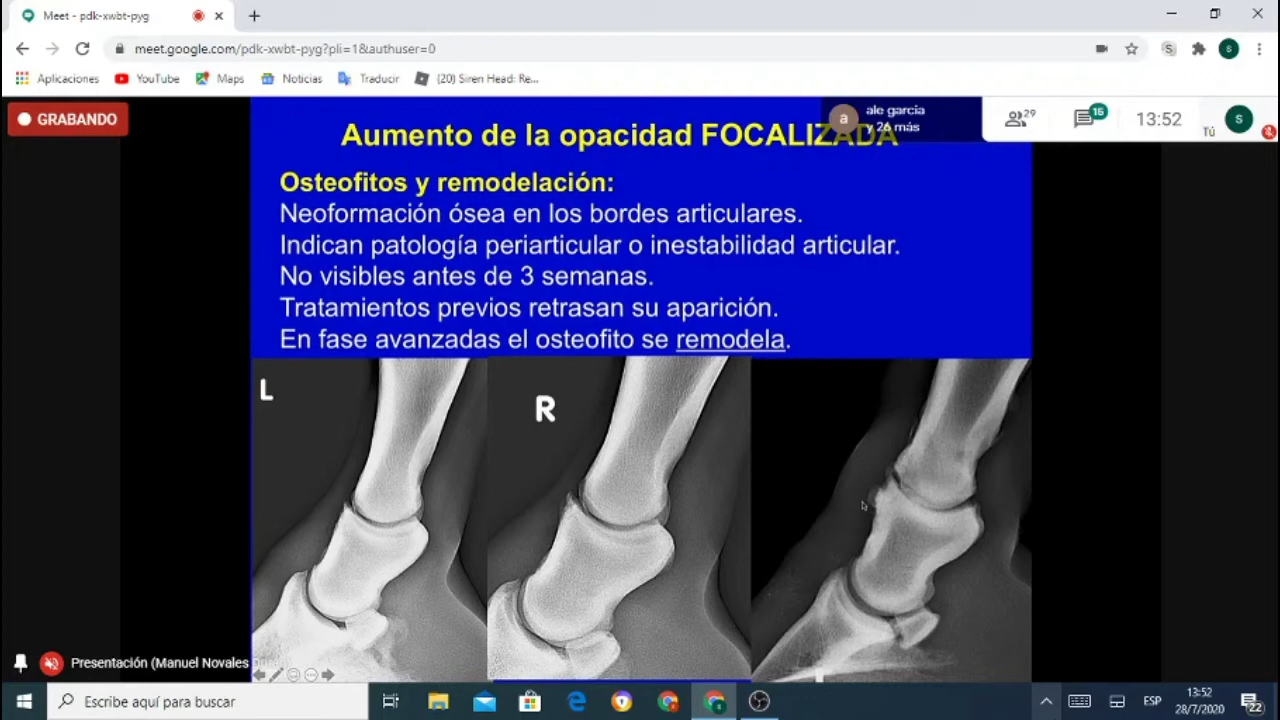 Meet - pdk-xwbt-pyg
meet.google.com/pdk-xwbt-pyg?pli=1&authuser=0
S
Aplicaciones
YouTube
Maps
Noticias
Traducir
(20) Siren Head: Re...
GRABANDO
a
ale garcia
y 26 más
29
15
13:52
Tú
S
Aumento de la opacidad FOCALIZADA
Osteofitos y remodelación:
Neoformación ósea en los bordes articulares.
Indican patología periarticular o inestabilidad articular.
No visibles antes de 3 semanas.
Tratamientos previos retrasan su aparición.
En fase avanzadas el osteofito se remodela.
L
R
Presentación (Manuel Novales
Escribe aquí para buscar
ESP
13:52
28/7/2020
22